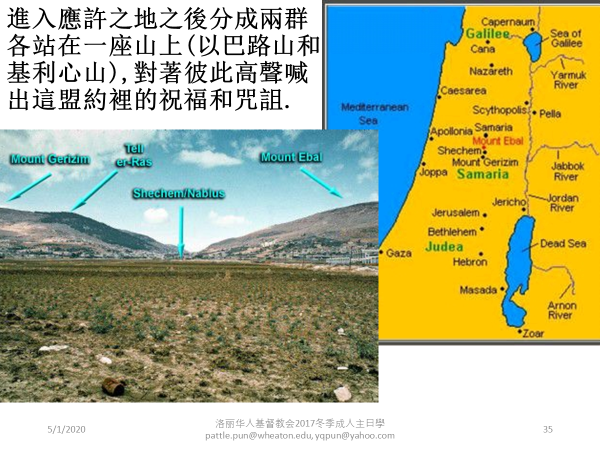 進入應許之地之後分成兩群
各站在一座山上(以巴路山和
基利心山),對著彼此高聲喊
出這盟約裡的祝福和咒詛.
Capernaum
Galilee
Sea of
Galilee
Cana
Nazareth
Yarmuk
River
Caesarea
Scythopolis
Mediterranean
Sea
Pella
Apollonia
Samaria
Mount Ebal
Shechem
Mount Gerizim
Joppa
Samaria
Jabbok
River
Jericho
Jordan
River
Jerusalem
Bethlehem
Judea
Dead Sea
Gaza
Hebron
Masada
Arnon
River
Zoar
Mount Gerizim
Tell
er-Ras
Mount Ebal
Shechem/Nablus
5/1/2020
洛丽华人基督教会2017冬季成人主日學
pattle.pun@wheaton.edu, yqpun@yahoo.com
35